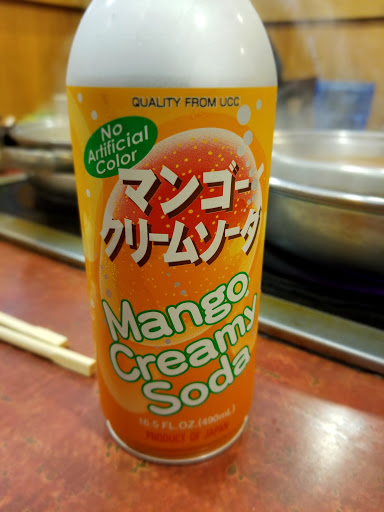 QUALITY FROM UCC
No
Artificial
Color
マンゴー
クリームソーダ
Mango
Creamy
Soda
16.5 FL.OZ.(490mL)
PRODUCT OF JAPAN